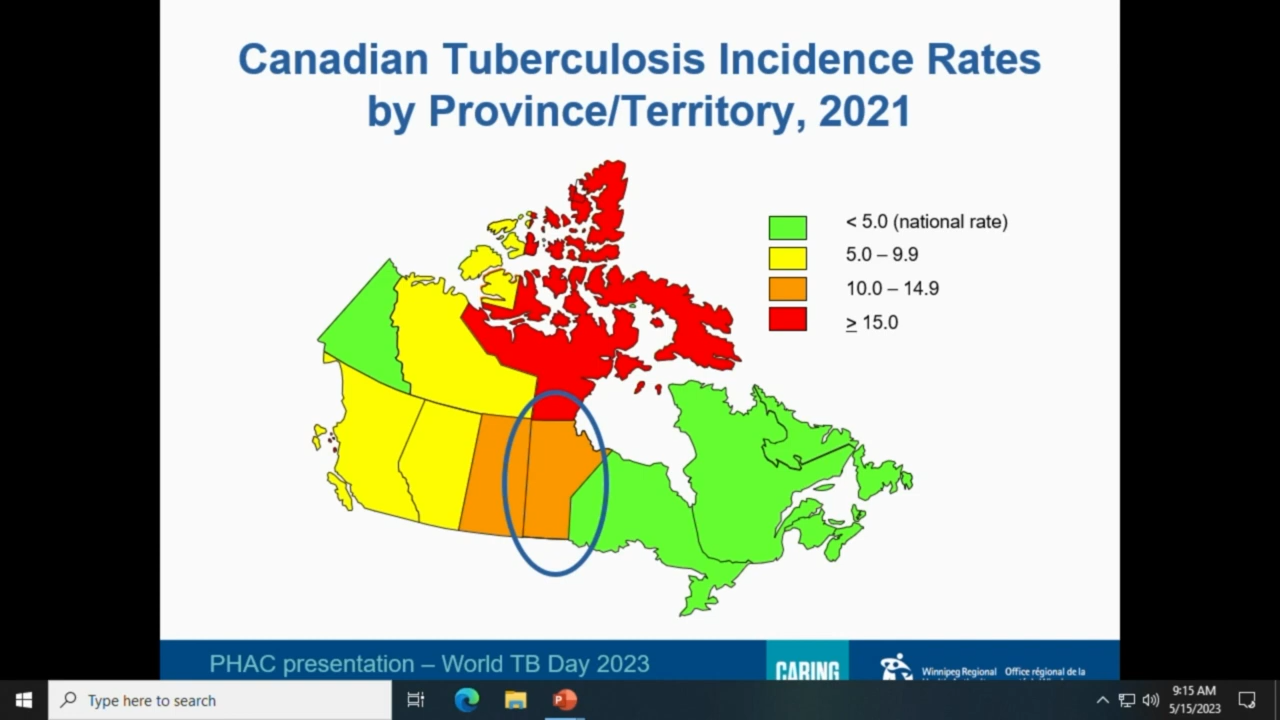 Canadian Tuberculosis Incidence Rates
by Province/Territory, 2021
< 5.0 (national rate)
5.0 – 9.9
10.0 – 14.9
≥ 15.0
PHAC presentation – World TB Day 2023
CARING
Winnipeg Regional Office régional de la
Type here to search
9:15 AM
5/15/2023